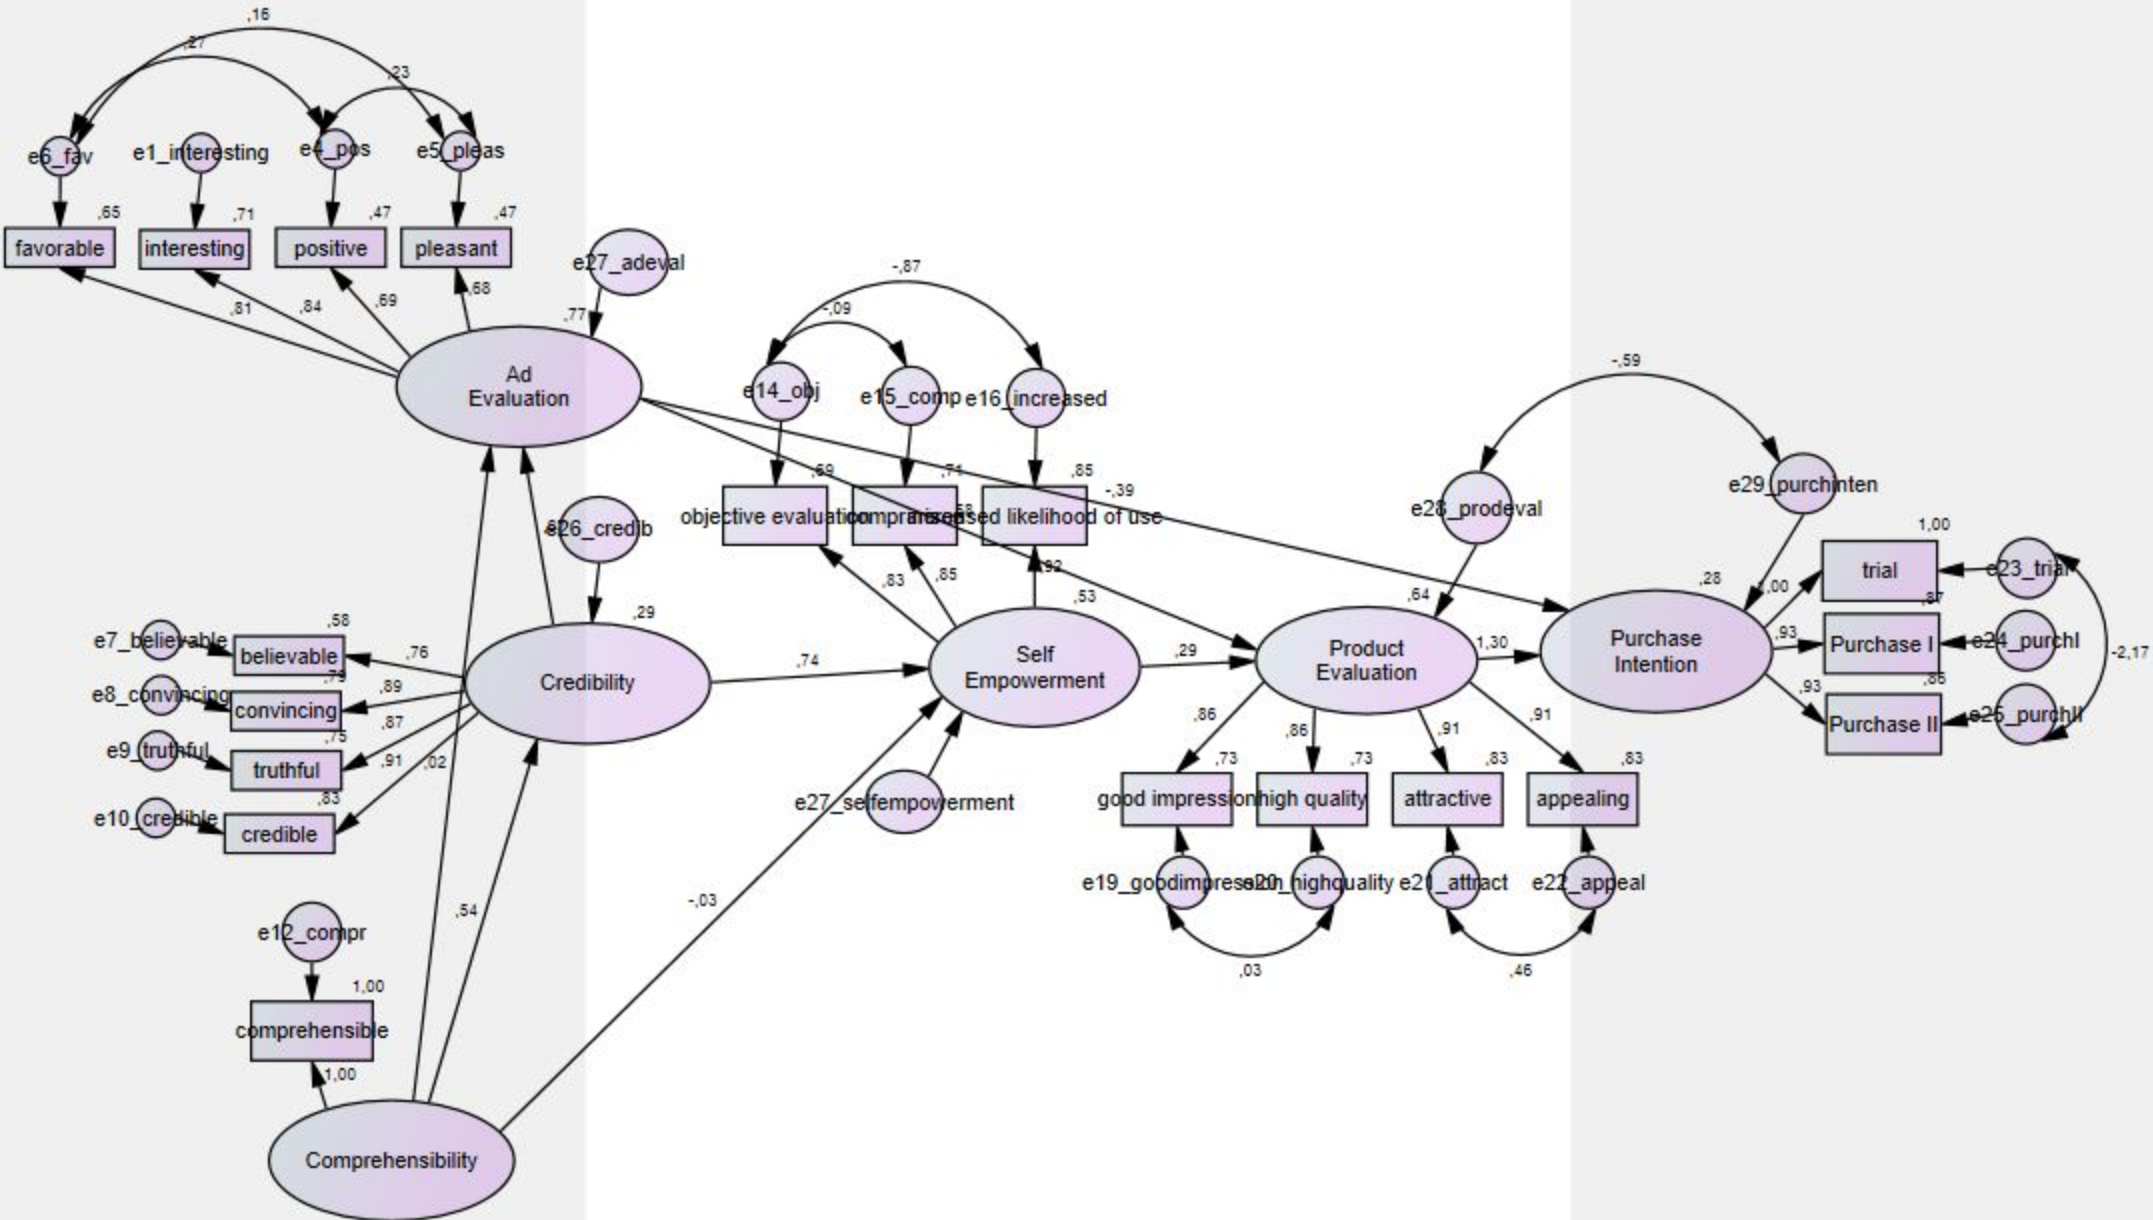 ,16
,27
,23
e6_fav
e1_interesting
e4_pos
e5_pleas
,65
,71
,47
,47
favorable
interesting
positive
pleasant
,81
,84
,69
,68
e27_adeval
,77
Ad
Evaluation
-,87
-,09
e14_obj
e15_comp
e16_increased
,69
,71
,85
objective evaluation
likelihood of use
-,39
,83
,85
,92
,53
-,59
e28_prodeval
e29_purchinten
,64
,28
1,00
trial
e23_trial
,00
,87
Purchase I
e24_purchI
,93
-2,17
,86
Purchase II
e25_purchII
,93
e26_credib
,29
e7_believable
,58
believable
,76
e8_convincing
,79
convincing
,89
e9_truthful
,75
truthful
,87
e10_credible
,83
credible
,91
,02
Credibility
,74
Self
Empowerment
,29
Product
Evaluation
1,30
Purchase
Intention
e27_selfempowerment
,86
,86
,91
,91
,73
,73
,83
,83
good impression
high quality
attractive
appealing
e19_goodimpression
e20_highquality
e21_attract
e22_appeal
,03
,46
,54
-,03
e12_compr
1,00
comprehensible
1,00
Comprehensibility